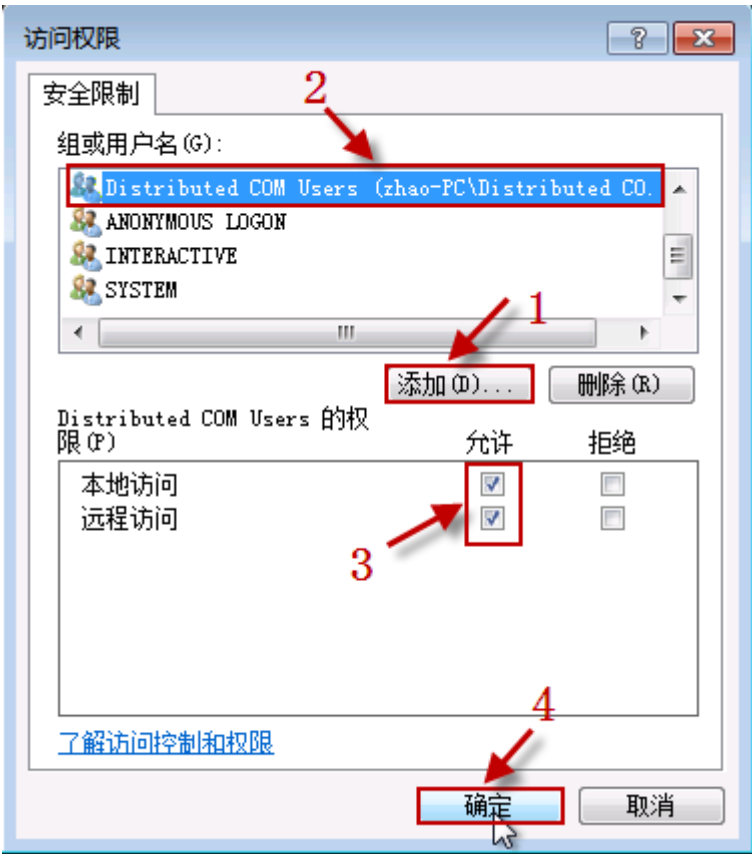 访问权限
安全限制
2
组或用户名(G):
Distributed COM Users (zhao-PC\Distributed CO.
ANONYMOUS LOGON
INTERACTIVE
SYSTEM
1
添加(D)... 删除(R)
Distributed COM Users 的权
限(P) 允许 拒绝
本地访问
远程访问
3
4
了解访问控制和权限
确定 取消